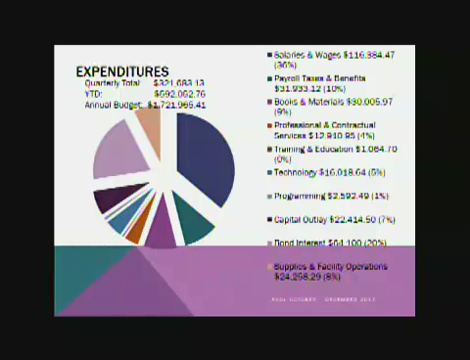 EXPENDITURES
Quarterly Total: $321,683.13
YTD: $692,062.76
Annual Budget: $1,721,965.41
Salaries & Wages $116,384.47
(36%)
Payroll Taxes & Benefits
$31,933.12 (10%)
Books & Materials $30,005.97
(9%)
Professional & Contractual
Services $12,910.95 (4%)
Training & Education $1,064.70
(0%)
Technology $16,018.64 (5%)
Programming $2,592.49 (1%)
Capital Outlay $22,414.50 (7%)
Bond Interest $64,100 (20%)
Supplies & Facility Operations
$24,258.29 (8%)